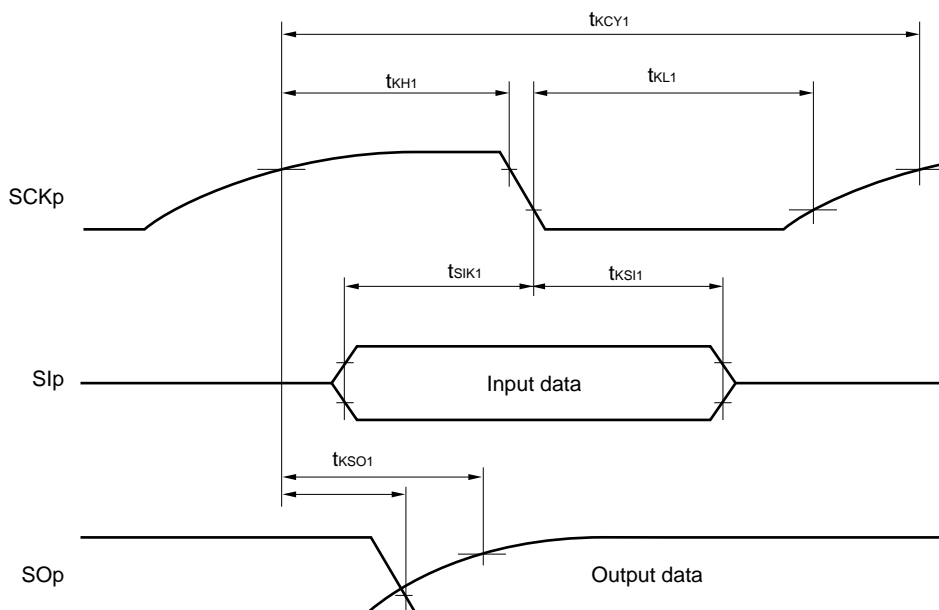 tKCY1
tKH1
tKL1
SCKp
tSIK1
tKSI1
SIp
Input data
tKSO1
SOp
Output data